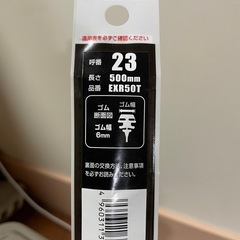 適用表を必ずご確認ください
呼番 23
長さ 500mm
品番 EXR50T
ゴム断面図 ゴム幅
ゴム幅
6mm
裏面の交換方法、注意事項
を必ずお読みください。
4960311